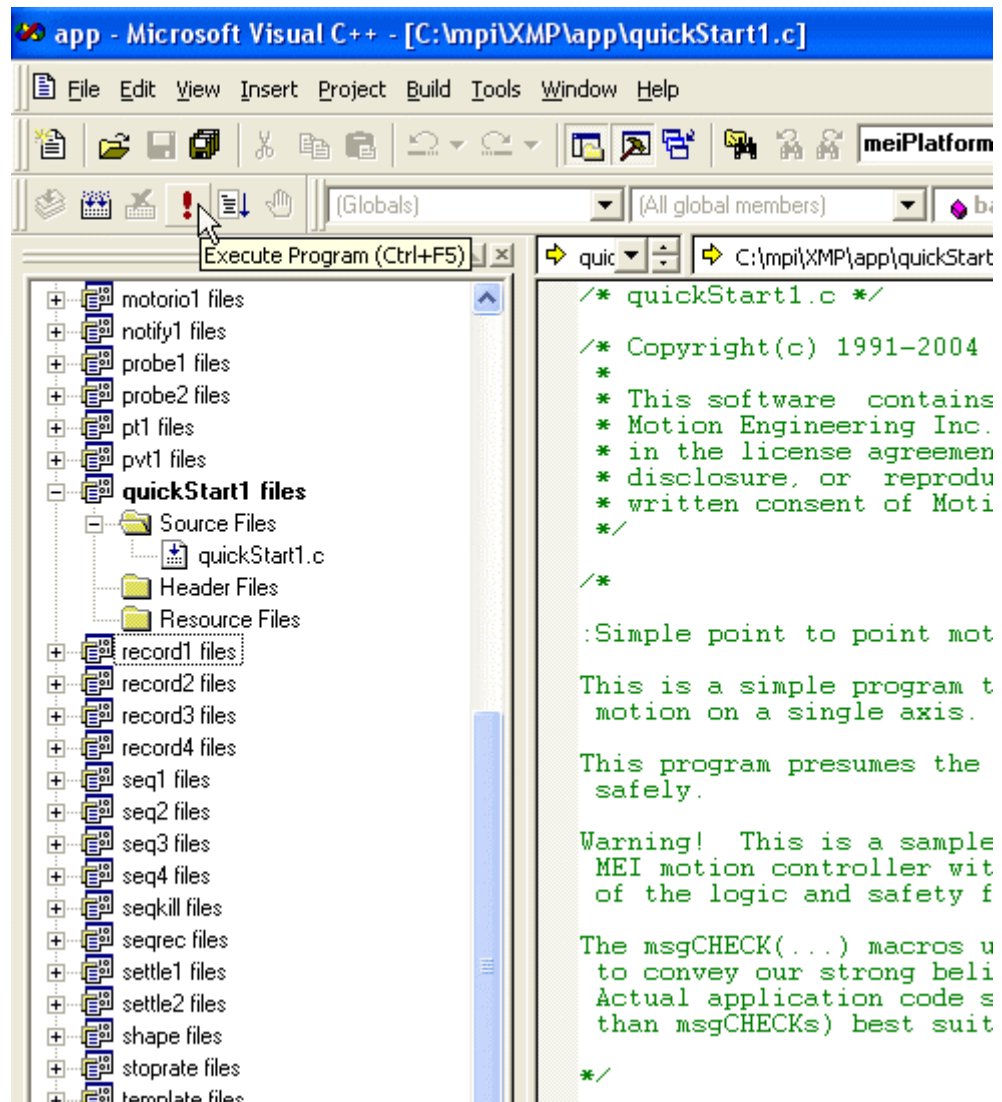 app - Microsoft Visual C++ - [C:\mpi\XMP\app\quickStart1.c]
File Edit View Insert Project Build Tools Window Help
meiPlatform
(Globals) (All global members)
Execute Program (Ctrl+F5)
quic C:\mpi\XMP\app\quickStart
motorio1 files
notify1 files
probe1 files
probe2 files
pt1 files
pvt1 files
quickStart1 files
Source Files
quickStart1.c
Header Files
Resource Files
record1 files
record2 files
record3 files
record4 files
seq1 files
seq2 files
seq3 files
seq4 files
seqkill files
seqrec files
settle1 files
settle2 files
shape files
stoprate files
template files
/* quickStart1.c */
/* Copyright(c) 1991-2004
*
* This software contains
* Motion Engineering Inc.
* in the license agreemen
* disclosure, or reprodu
* written consent of Moti
*/
/*
:Simple point to point mot
This is a simple program t
motion on a single axis.
This program presumes the
safely.
Warning! This is a sample
MEI motion controller wit
of the logic and safety f
The msgCHECK(...) macros u
to convey our strong beli
Actual application code s
than msgCHECKs) best suit
*/